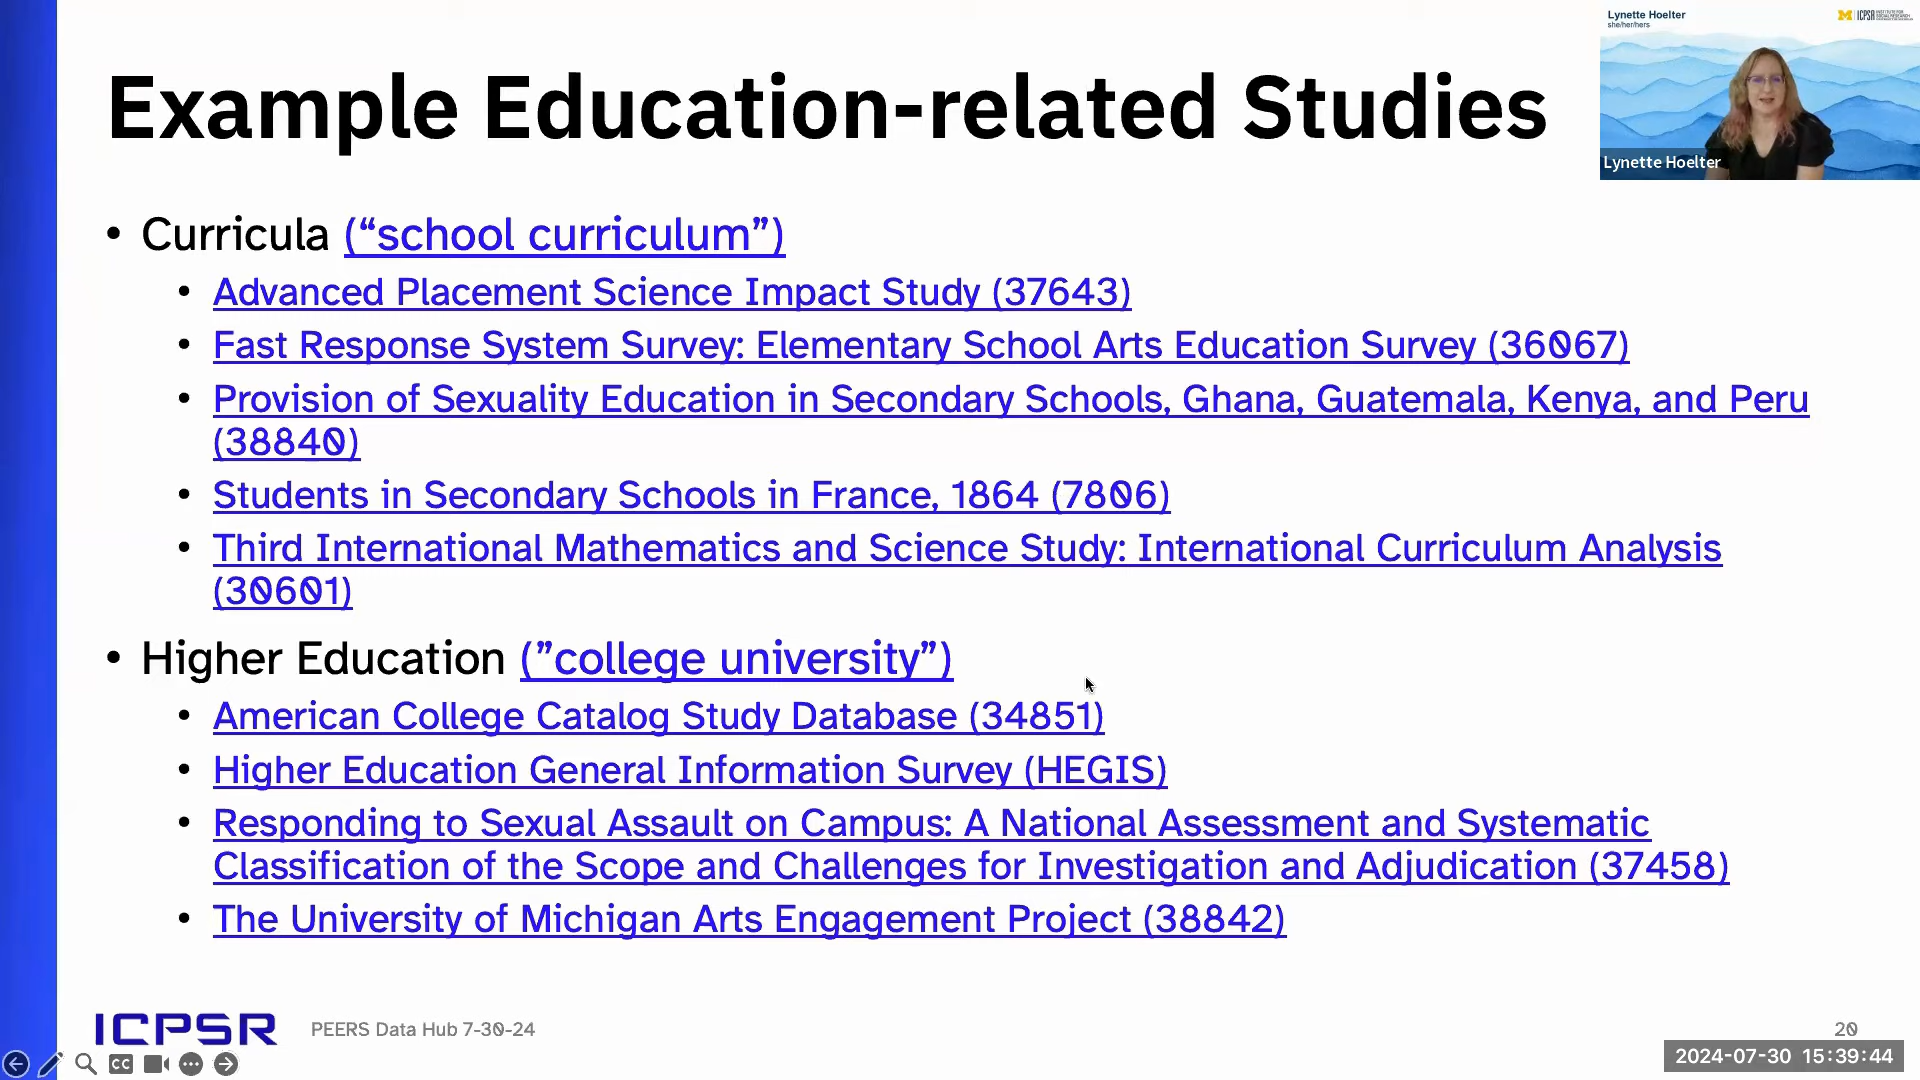 Lynette Hoelter
she/her/hers
M ICPSR
Example Education-related Studies
Lynette Hoelter
• Curricula (“school curriculum”)
• Advanced Placement Science Impact Study (37643)
• Fast Response System Survey: Elementary School Arts Education Survey (36067)
• Provision of Sexuality Education in Secondary Schools, Ghana, Guatemala, Kenya, and Peru
(38840)
• Students in Secondary Schools in France, 1864 (7806)
• Third International Mathematics and Science Study: International Curriculum Analysis
(30601)
• Higher Education (”college university”)
• American College Catalog Study Database (34851)
• Higher Education General Information Survey (HEGIS)
• Responding to Sexual Assault on Campus: A National Assessment and Systematic
Classification of the Scope and Challenges for Investigation and Adjudication (37458)
• The University of Michigan Arts Engagement Project (38842)
ICPSR
PEERS Data Hub 7-30-24
20
CC
2024-07-30 15:39:44